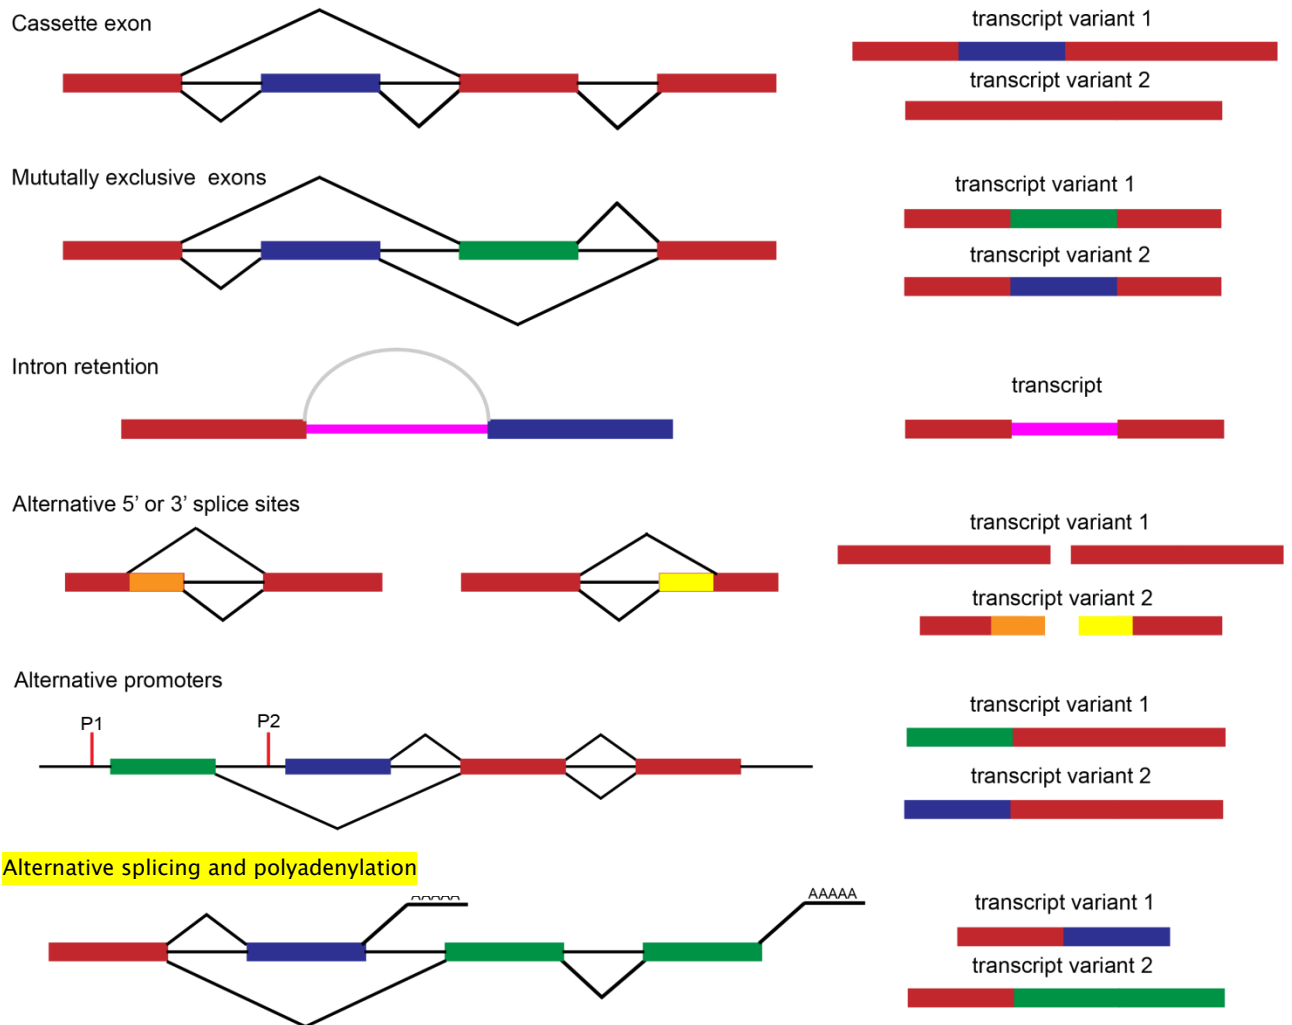 Cassette exon
transcript variant 1
transcript variant 2
Mututally exclusive exons
transcript variant 1
transcript variant 2
Intron retention
transcript
Alternative 5’ or 3’ splice sites
transcript variant 1
transcript variant 2
Alternative promoters
P1
P2
transcript variant 1
transcript variant 2
Alternative splicing and polyadenylation
AAAAA
AAAAA
transcript variant 1
transcript variant 2